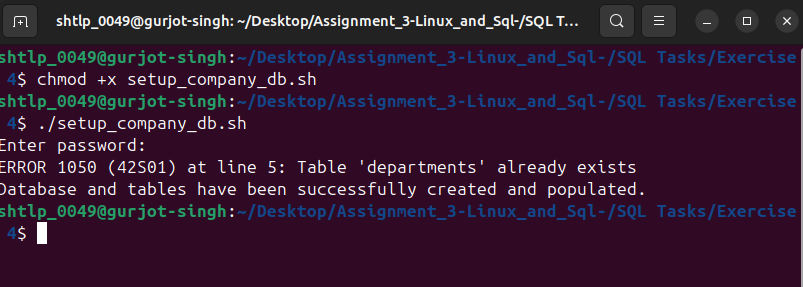 shtlp_0049@gurjot-singh: ~/Desktop/Assignment_3-Linux_and_Sql-/SQL T...
shtlp_0049@gurjot-singh:~/Desktop/Assignment_3-Linux_and_Sql-/SQL Tasks/Exercise
4$ chmod +x setup_company_db.sh
shtlp_0049@gurjot-singh:~/Desktop/Assignment_3-Linux_and_Sql-/SQL Tasks/Exercise
4$ ./setup_company_db.sh
Enter password:
ERROR 1050 (42S01) at line 5: Table 'departments' already exists
Database and tables have been successfully created and populated.
shtlp_0049@gurjot-singh:~/Desktop/Assignment_3-Linux_and_Sql-/SQL Tasks/Exercise
4$